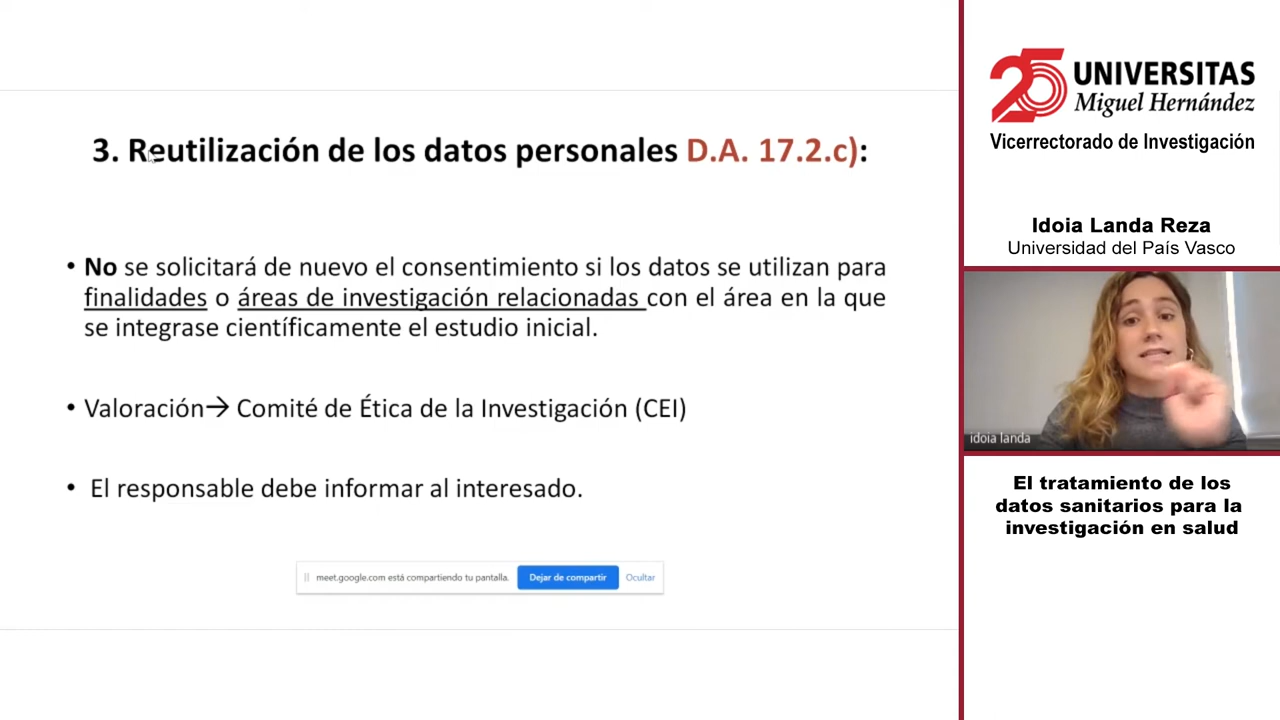 3. Reutilización de los datos personales D.A. 17.2.c):
• No se solicitará de nuevo el consentimiento si los datos se utilizan para
finalidades o áreas de investigación relacionadas con el área en la que
se integrase científicamente el estudio inicial.
• Valoración→ Comité de Ética de la Investigación (CEI)
• El responsable debe informar al interesado.
meet.google.com está compartiendo tu pantalla.
Dejar de compartir
Ocultar
25 UNIVERSITAS
Miguel Hernández
Vicerrectorado de Investigación
Idoia Landa Reza
Universidad del País Vasco
idoia landa
El tratamiento de los
datos sanitarios para la
investigación en salud